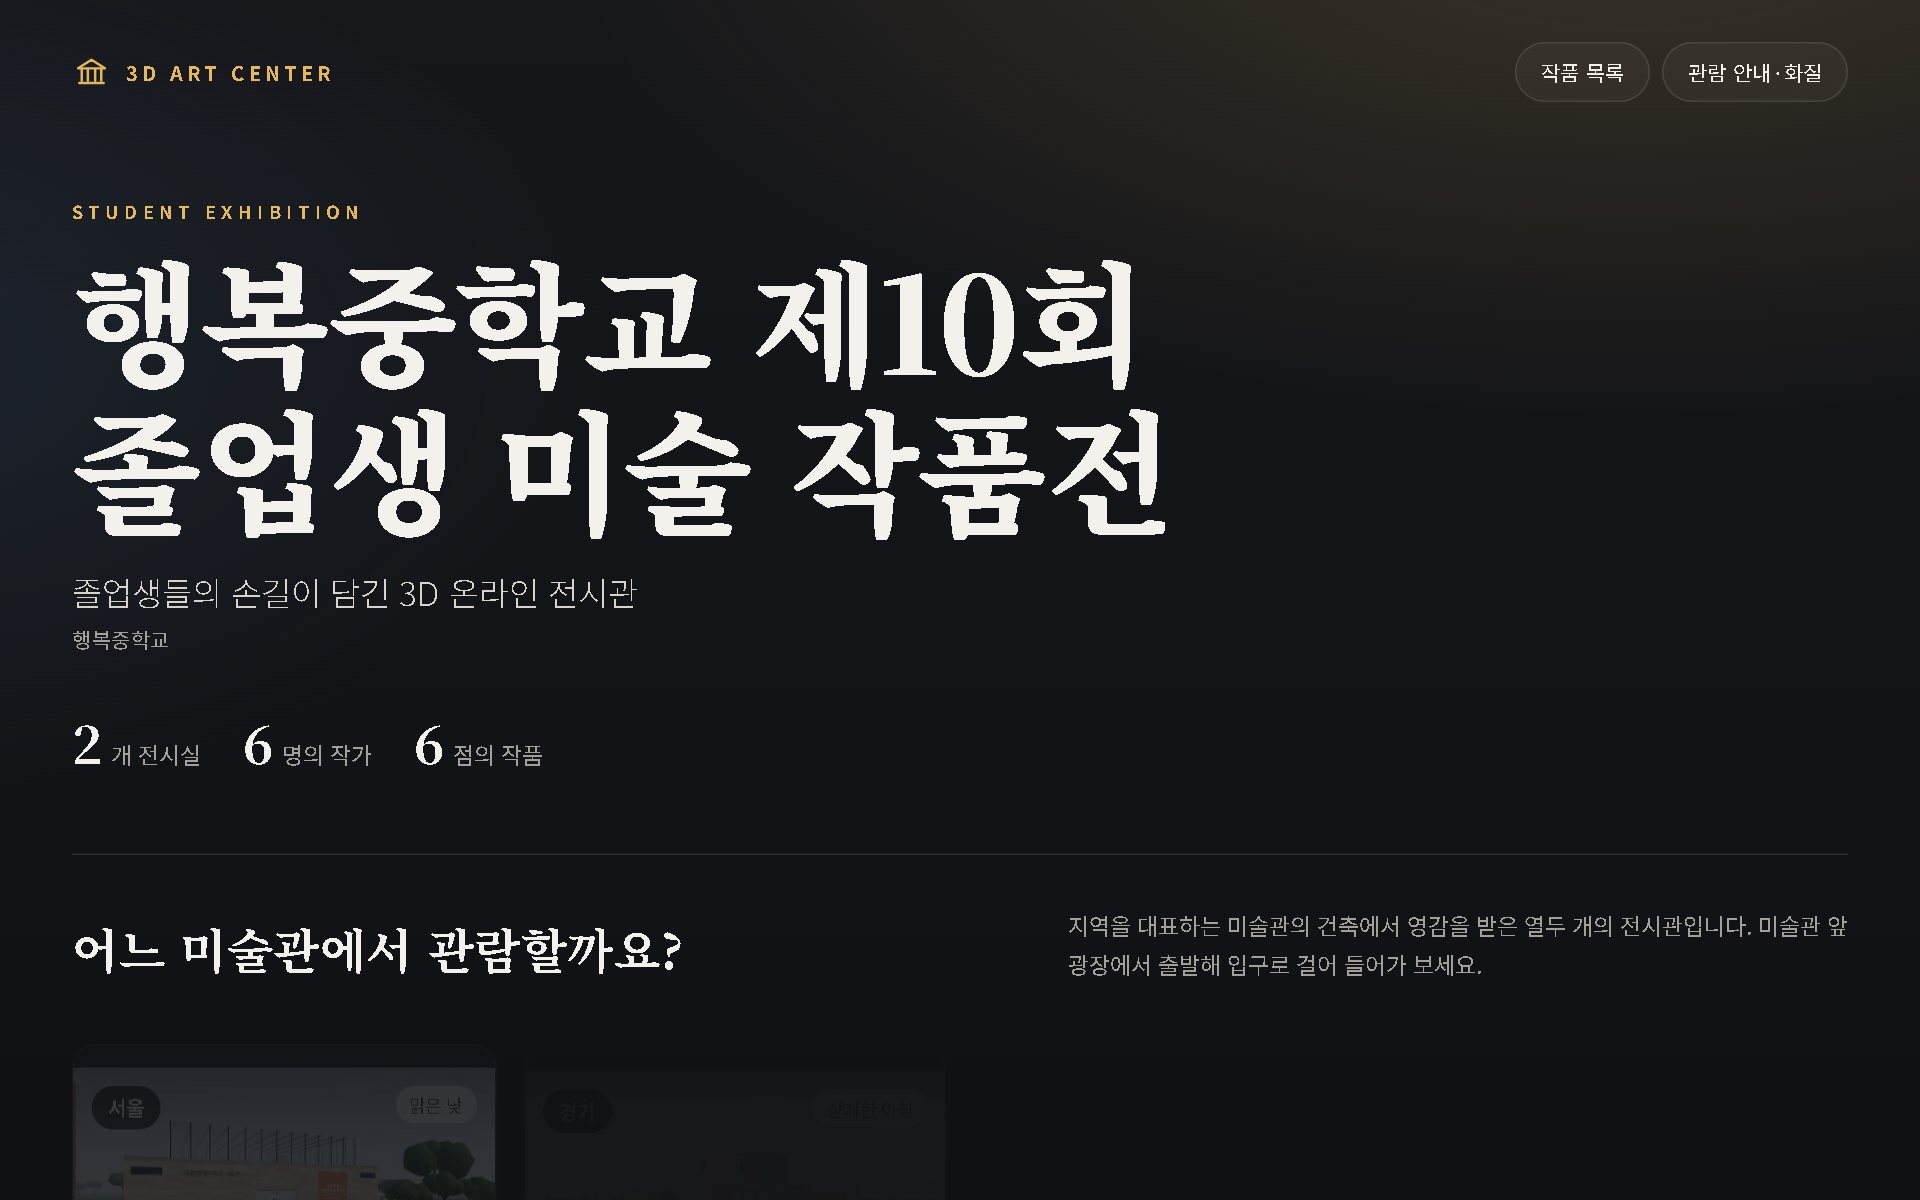 3D ART CENTER
작품 목록
관람 안내·화질
STUDENT EXHIBITION
행복중학교 제10회
졸업생 미술 작품전
졸업생들의 손길이 담긴 3D 온라인 전시관
행복중학교
2 개 전시실 6 명의 작가 6 점의 작품
어느 미술관에서 관람할까요?
지역을 대표하는 미술관의 건축에서 영감을 받은 열두 개의 전시관입니다. 미술관 앞
광장에서 출발해 입구로 걸어 들어가 보세요.
서울
맑은 낮
경기
상쾌한 아침